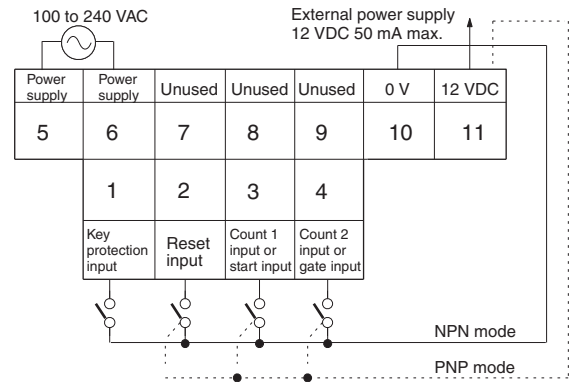 100 to 240 VAC
External power supply
12 VDC 50 mA max.
Power
supply
Power
supply
Unused
Unused
Unused
0 V
12 VDC
5
6
7
8
9
10
11
1
2
3
4
Key
protection
input
Reset
input
Count 1
input or
start input
Count 2
input or
gate input
NPN mode
PNP mode